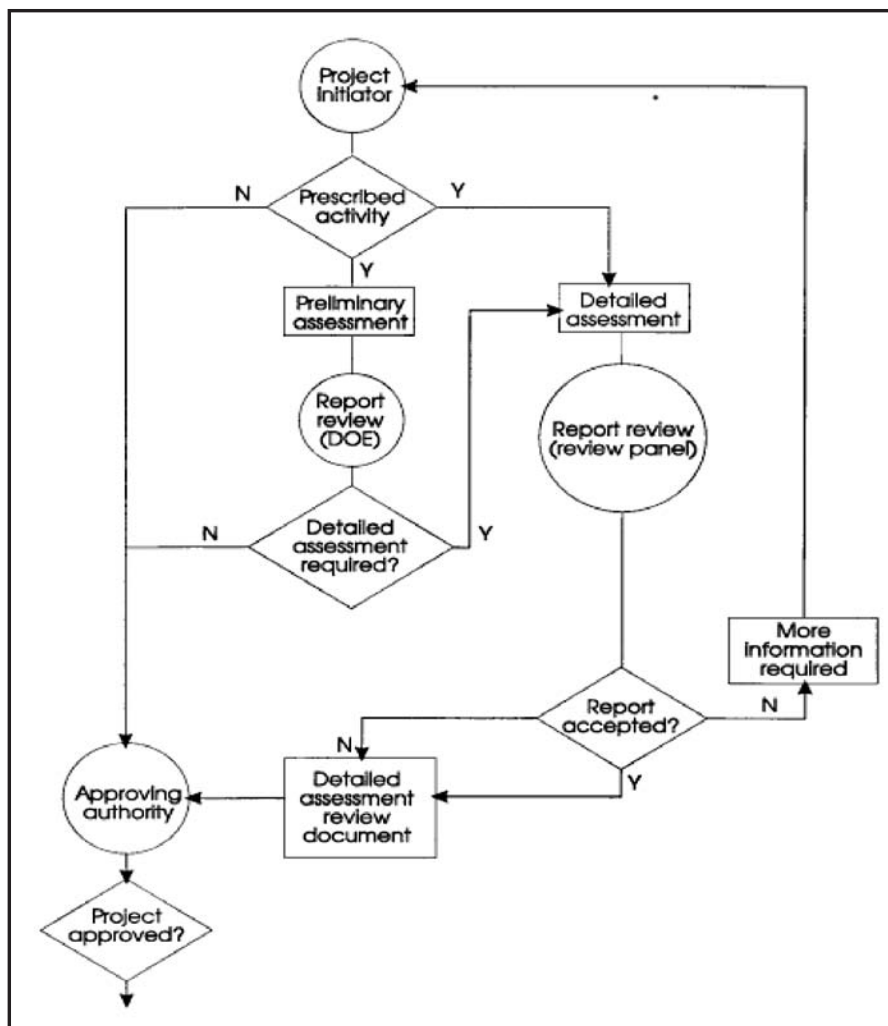 Project
initiator
N
Prescribed
activity
Y
Y
Preliminary
assessment
Detailed
assessment
Report
review
(DOE)
Report review
(review panel)
N
Detailed
assessment
required?
Y
More
information
required
Report
accepted?
N
N
Y
Approving
authority
Detailed
assessment
review
document
Project
approved?